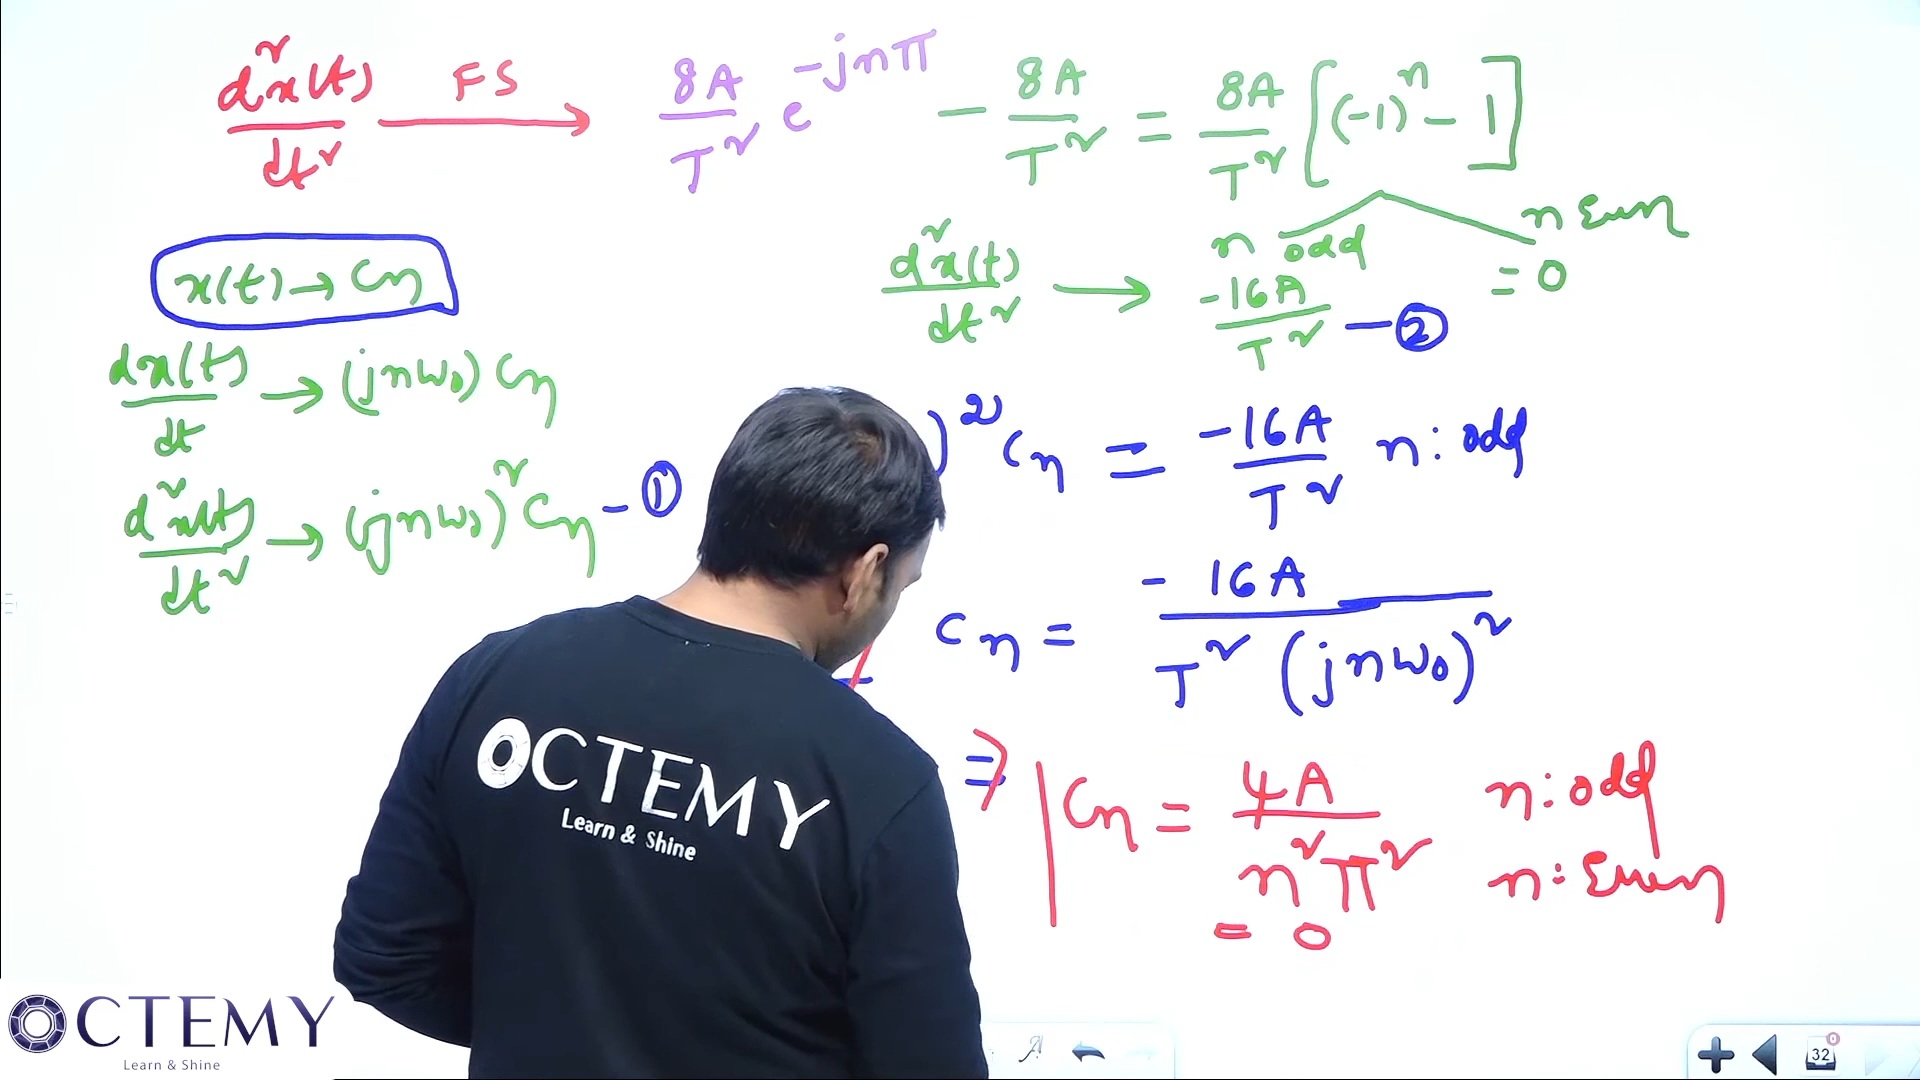 d²x(t)/dt² FS → 8A/T² e^-jnπ - 8A/T² = 8A/T² [(-1)^n - 1]
n odd n Even
x(t) → Cn
d²x(t)/dt² → -16A/T² - ② = 0
dx(t)/dt → (jnω₀) Cn
)² Cn = -16A/T² n: odd
d²x(t)/dt² → (jnω₀)² Cn - ①
Cn = -16A/T² (jnω₀)²
⇒ Cn = 4A/n²π² n: odd
= 0 n: Even
OCTEMY
Learn & Shine
OCTEMY
Learn & Shine
32
0